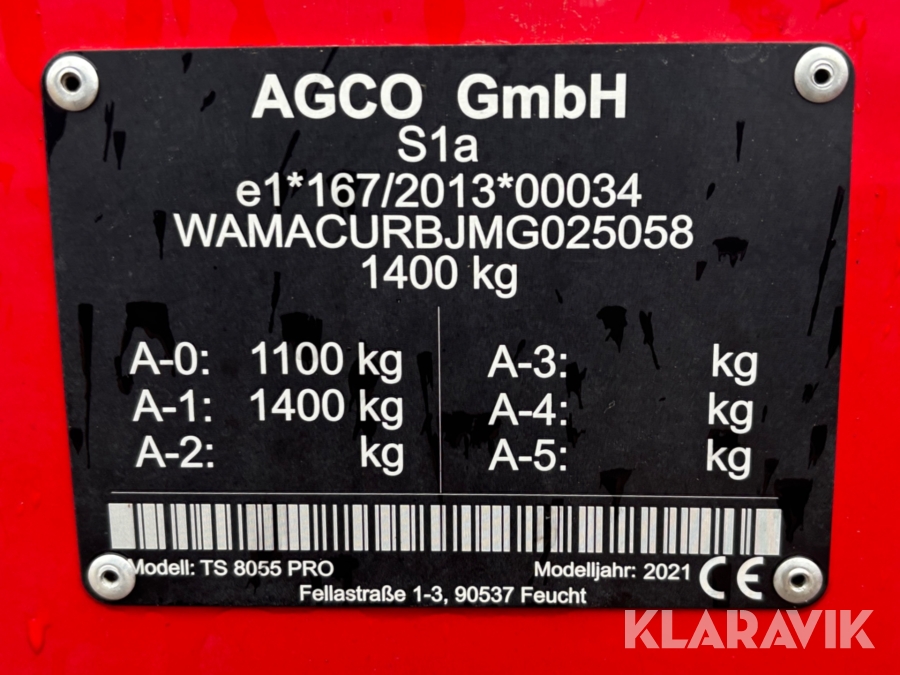 AGCO GmbH
S1a
e1*167/2013*00034
WAMACURBJMG025058
1400 kg
A-0: 1100 kg
A-1: 1400 kg
A-2: kg
A-3: kg
A-4: kg
A-5: kg
Modell: TS 8055 PRO
Modelljahr: 2021
CE
Fellastraße 1-3, 90537 Feucht
KLARAVIK